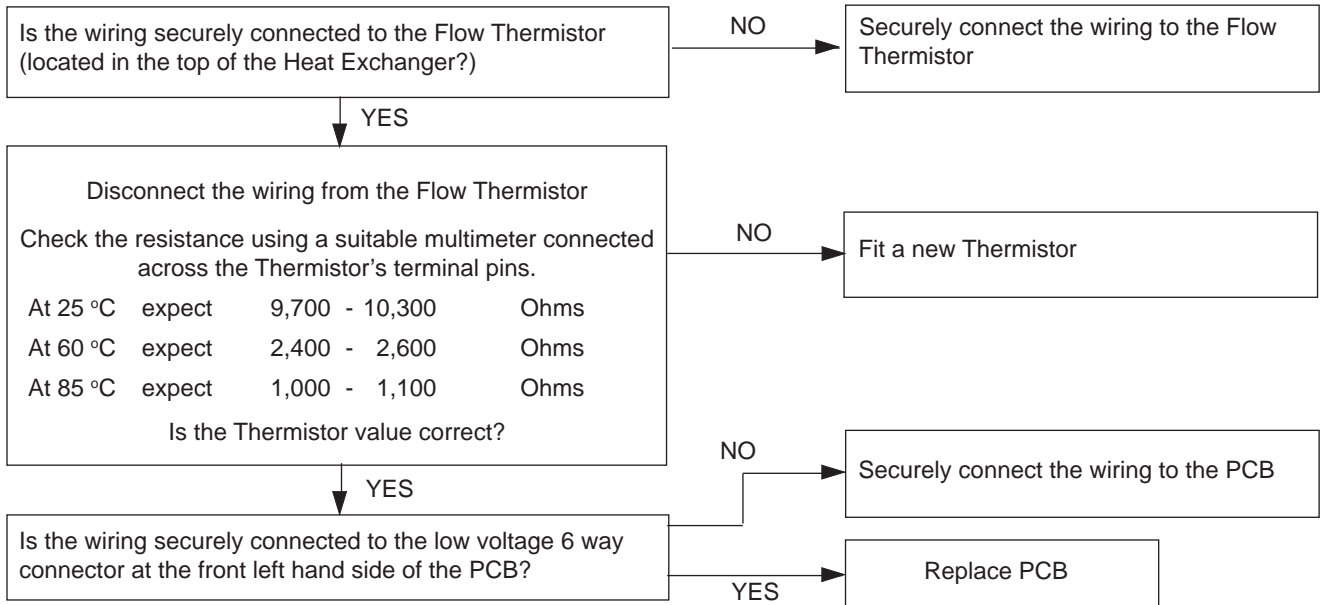 Is the wiring securely connected to the Flow Thermistor
(located in the top of the Heat Exchanger?)
NO
Securely connect the wiring to the Flow
Thermistor
YES
Disconnect the wiring from the Flow Thermistor
Check the resistance using a suitable multimeter connected
across the Thermistor’s terminal pins.
At 25 °C expect 9,700 - 10,300 Ohms
At 60 °C expect 2,400 - 2,600 Ohms
At 85 °C expect 1,000 - 1,100 Ohms
Is the Thermistor value correct?
NO
Fit a new Thermistor
YES
Is the wiring securely connected to the low voltage 6 way
connector at the front left hand side of the PCB?
NO
Securely connect the wiring to the PCB
YES
Replace PCB